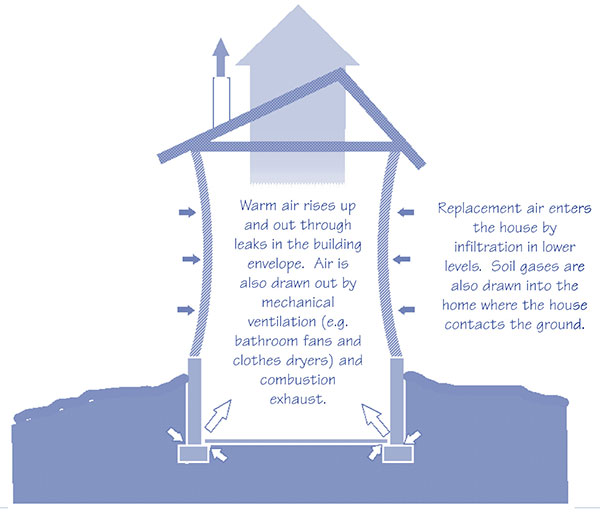 Warm air rises up
and out through
leaks in the building
envelope. Air is
also drawn out by
mechanical
ventilation (e.g.
bathroom fans and
clothes dryers) and
combustion
exhaust.
Replacement air enters
the house by
infiltration in lower
levels. Soil gases are
also drawn into the
home where the house
contacts the ground.